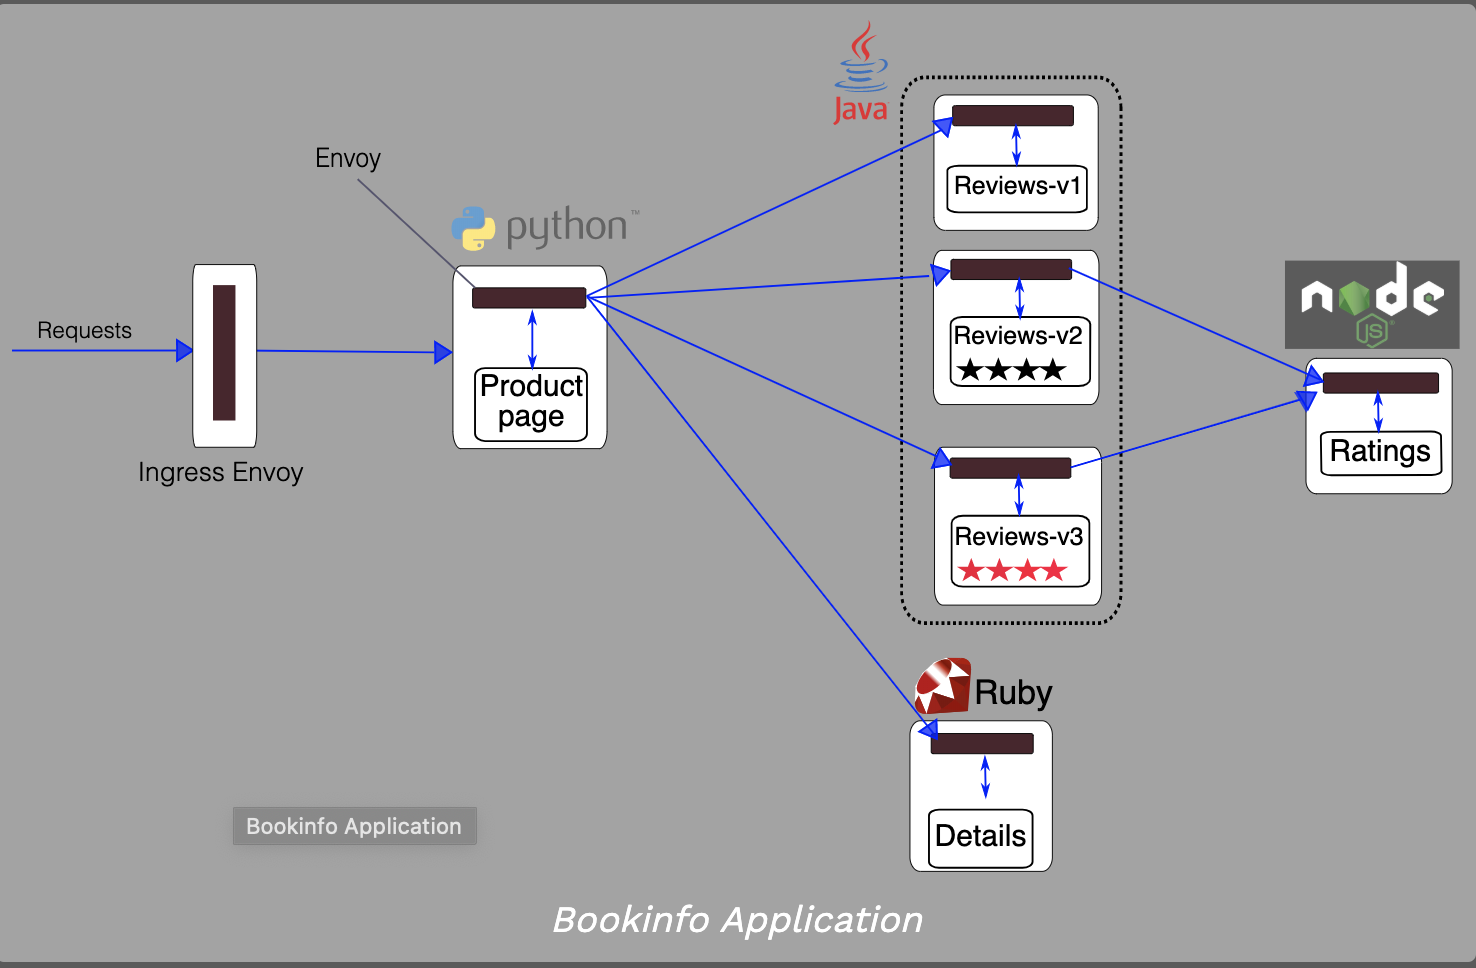 Java
Envoy
python™
Reviews-v1
Requests
Product
page
Reviews-v2
node
JS
Ratings
Ingress Envoy
Reviews-v3
Ruby
Details
Bookinfo Application
Bookinfo Application